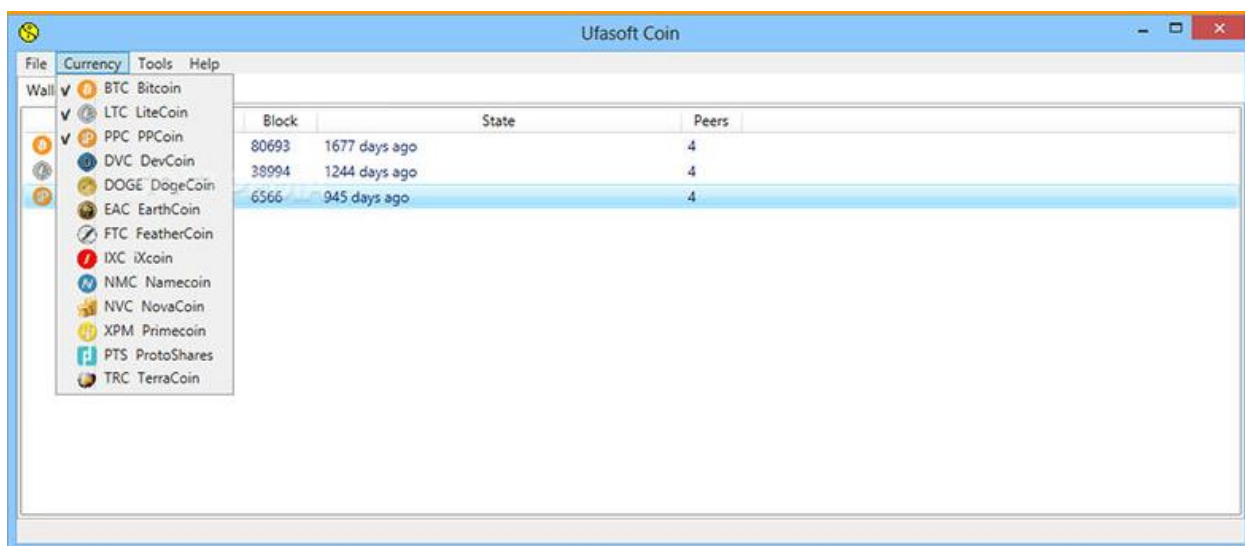 Ufasoft Coin
File Currency Tools Help
Wall
BTC Bitcoin
LTC LiteCoin
PPC PPCoin
DVC DevCoin
DOGE DogeCoin
EAC EarthCoin
FTC FeatherCoin
IXC iXcoin
NMC Namecoin
NVC NovaCoin
XPM Primecoin
PTS ProtoShares
TRC TerraCoin
Block State Peers
80693 1677 days ago 4
38994 1244 days ago 4
6566 945 days ago 4